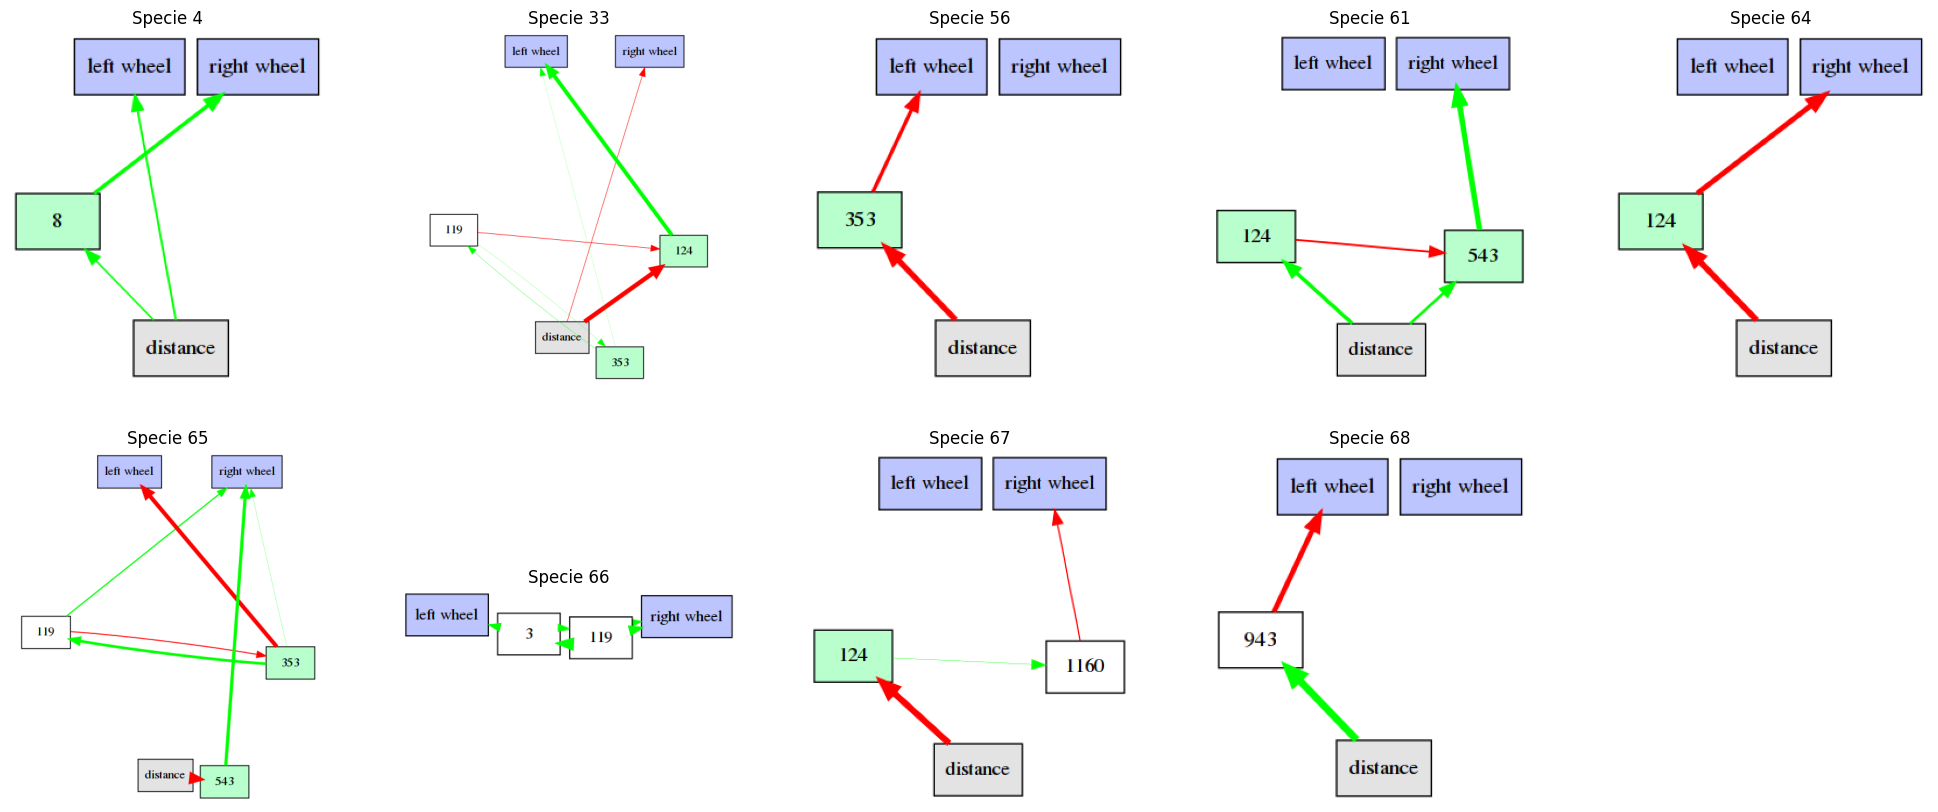 Specie 4
left wheel
right wheel
8
distance
Specie 33
left wheel
right wheel
119
124
distance
353
Specie 56
left wheel
right wheel
353
distance
Specie 61
left wheel
right wheel
124
543
distance
Specie 64
left wheel
right wheel
124
distance
Specie 65
left wheel
right wheel
119
353
distance
543
Specie 66
left wheel
3
119
right wheel
Specie 67
left wheel
right wheel
124
1160
distance
Specie 68
left wheel
right wheel
943
distance